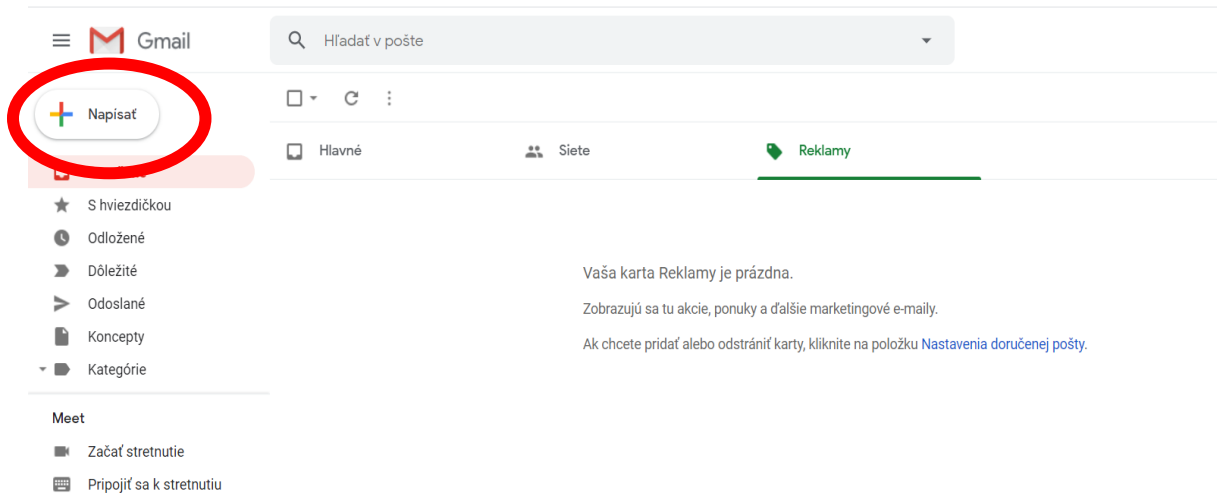 Gmail
Hľadať v pošte
Napísať
Hlavné
Siete
Reklamy
S hviezdičkou
Odložené
Dôležité
Odoslané
Koncepty
Kategórie
Vaša karta Reklamy je prázdna.
Zobrazujú sa tu akcie, ponuky a ďalšie marketingové e-maily.
Ak chcete pridať alebo odstrániť karty, kliknite na položku Nastavenia doručenej pošty.
Meet
Začať stretnutie
Pripojiť sa k stretnutiu